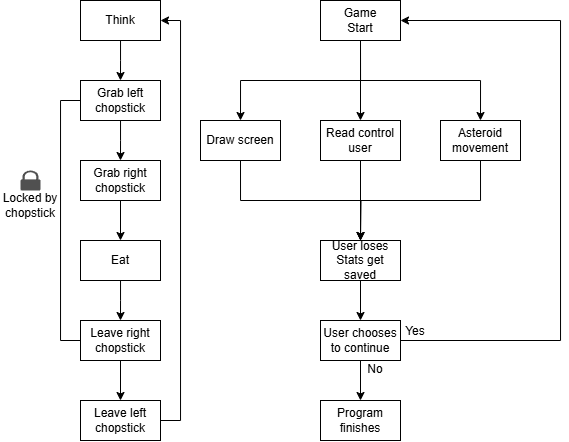 Think
Grab left
chopstick
Grab right
chopstick
Locked by
chopstick
Eat
Leave right
chopstick
Leave left
chopstick
Game
Start
Draw screen
Read control
user
Asteroid
movement
User loses
Stats get
saved
User chooses
to continue
Yes
No
Program
finishes